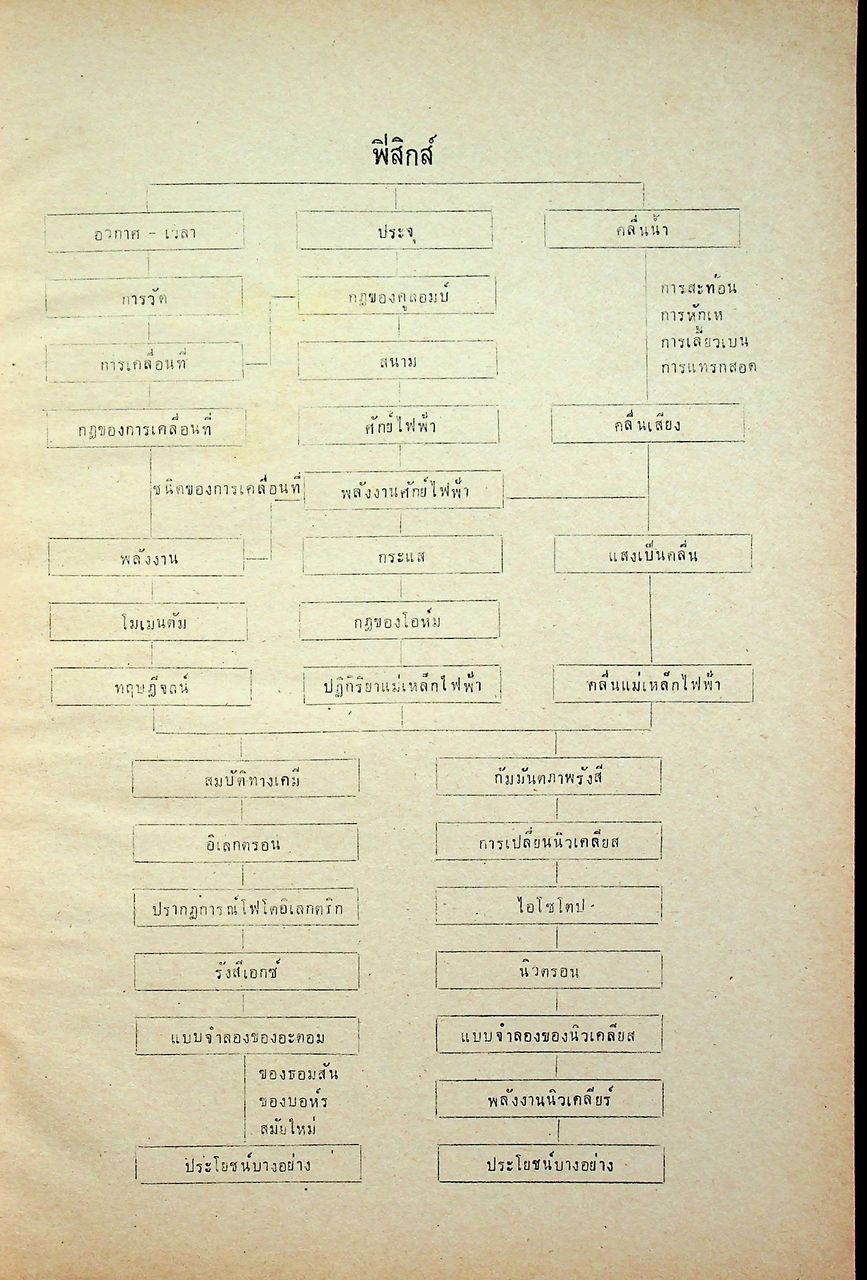 ฟิสิกส์
อวกาศ - เวลา
ประจุ
คลื่นน้ำ
การวัด
กฎของคูลอมบ์
การสะท้อน
การหักเห
การเลี้ยวเบน
การแทรกสอด
การเคลื่อนที่
สนาม
กฎของการเคลื่อนที่
ศักย์ไฟฟ้า
คลื่นเสียง
ชนิดของการเคลื่อนที่
พลังงานศักย์ไฟฟ้า
พลังงาน
กระแส
แสงเป็นคลื่น
โมเมนตัม
กฎของโอห์ม
ทฤษฎีจลน์
ปฏิกิริยาแม่เหล็กไฟฟ้า
คลื่นแม่เหล็กไฟฟ้า
สมบัติทางเคมี
กัมมันตภาพรังสี
อิเลกตรอน
การเปลี่ยนนิวเคลียส
ปรากฏการณ์โฟโตอิเลกตริก
ไอโซโตป
รังสีเอกซ์
นิวตรอน
แบบจำลองของอะตอม
แบบจำลองของนิวเคลียส
ของธอมสัน
ของบอห์ร
สมัยใหม่
พลังงานนิวเคลียร์
ประโยชน์บางอย่าง
ประโยชน์บางอย่าง